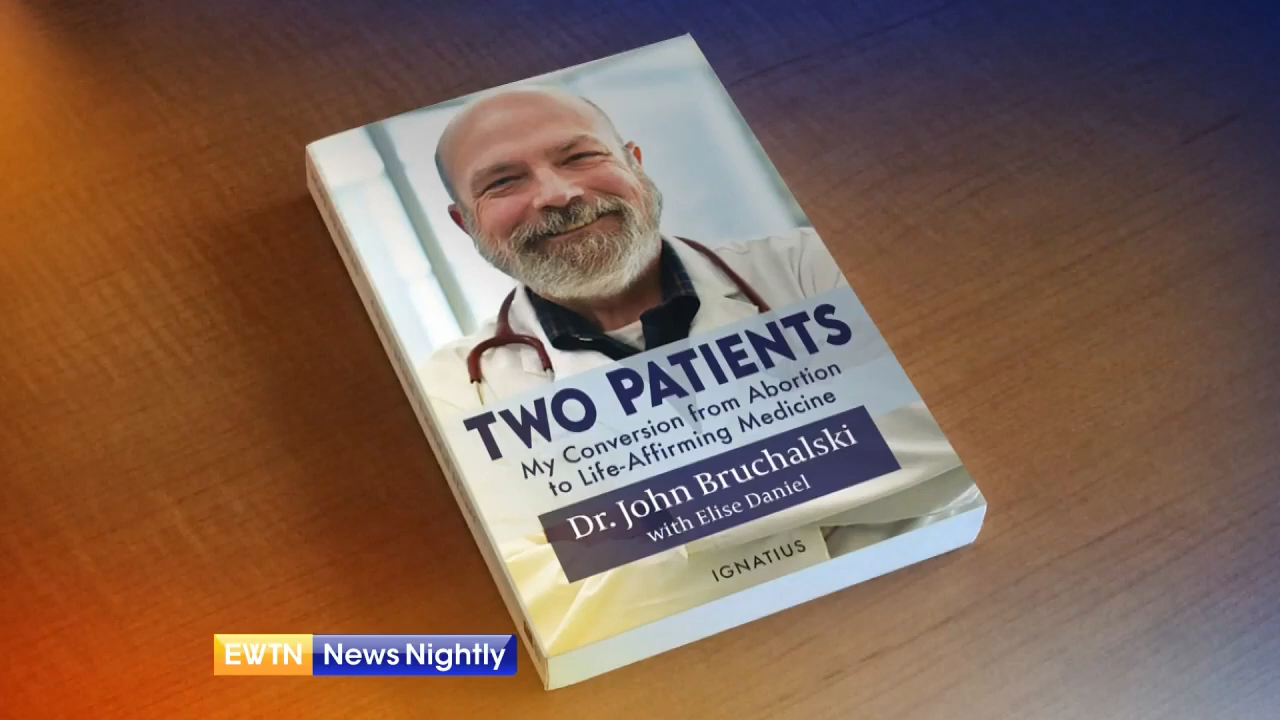 TWO PATIENTS
My Conversion from Abortion
to Life-Affirming Medicine
Dr. John Bruchalski
with Elise Daniel
IGNATIUS
EWTN News Nightly